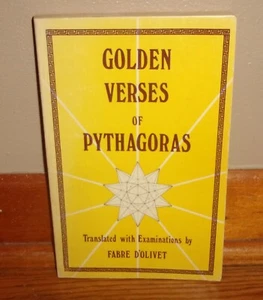 GOLDEN
VERSES
OF
PYTHAGORAS
Translated with Examinations by
FABRE D'OLIVET